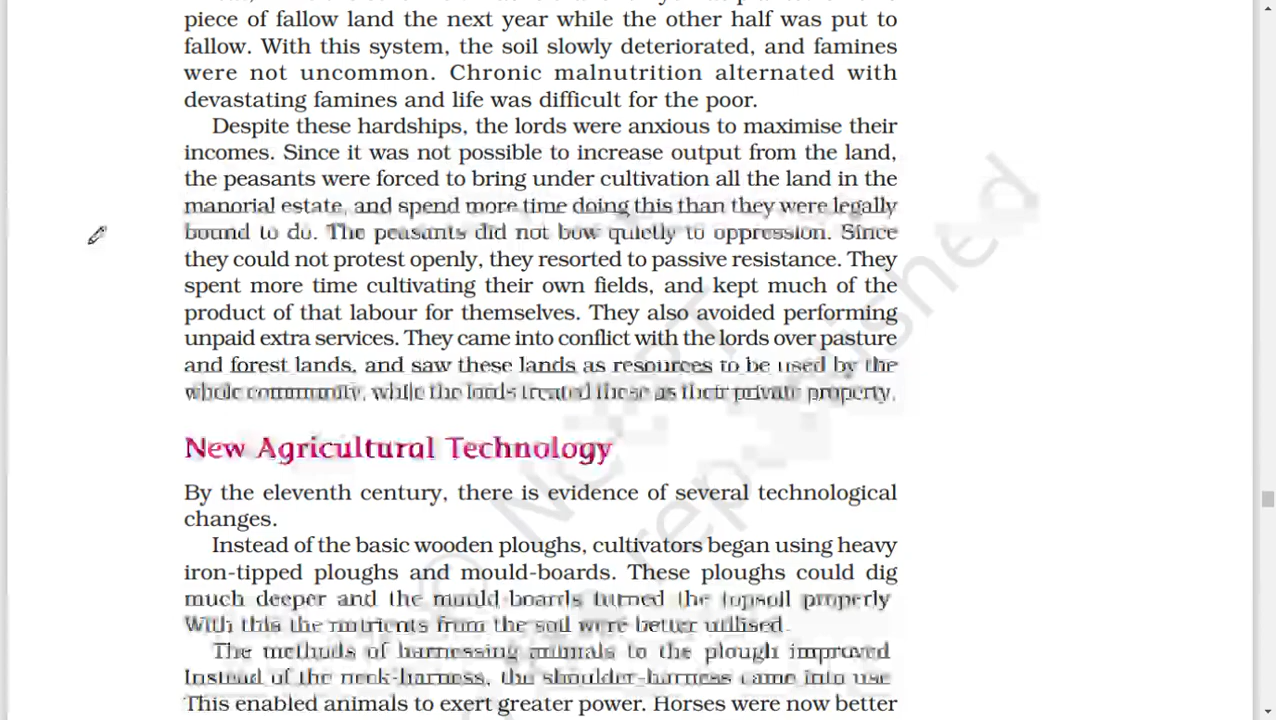 piece of fallow land the next year while the other half was put to
fallow. With this system, the soil slowly deteriorated, and famines
were not uncommon. Chronic malnutrition alternated with
devastating famines and life was difficult for the poor.
Despite these hardships, the lords were anxious to maximise their
incomes. Since it was not possible to increase output from the land,
the peasants were forced to bring under cultivation all the land in the
manorial estate, and spend more time doing this than they were legally
bound to do. The peasants did not bow quietly to oppression. Since
they could not protest openly, they resorted to passive resistance. They
spent more time cultivating their own fields, and kept much of the
product of that labour for themselves. They also avoided performing
unpaid extra services. They came into conflict with the lords over pasture
and forest lands, and saw these lands as resources to be used by the
whole community, while the lords treated these as their private property.
New Agricultural Technology
By the eleventh century, there is evidence of several technological
changes.
Instead of the basic wooden ploughs, cultivators began using heavy
iron-tipped ploughs and mould-boards. These ploughs could dig
much deeper and the mould-boards turned the topsoil properly.
With this the nutrients from the soil were better utilised.
The methods of harnessing animals to the plough improved.
Instead of the neck-harness, the shoulder-harness came into use.
This enabled animals to exert greater power. Horses were now better
© NCERT
republished